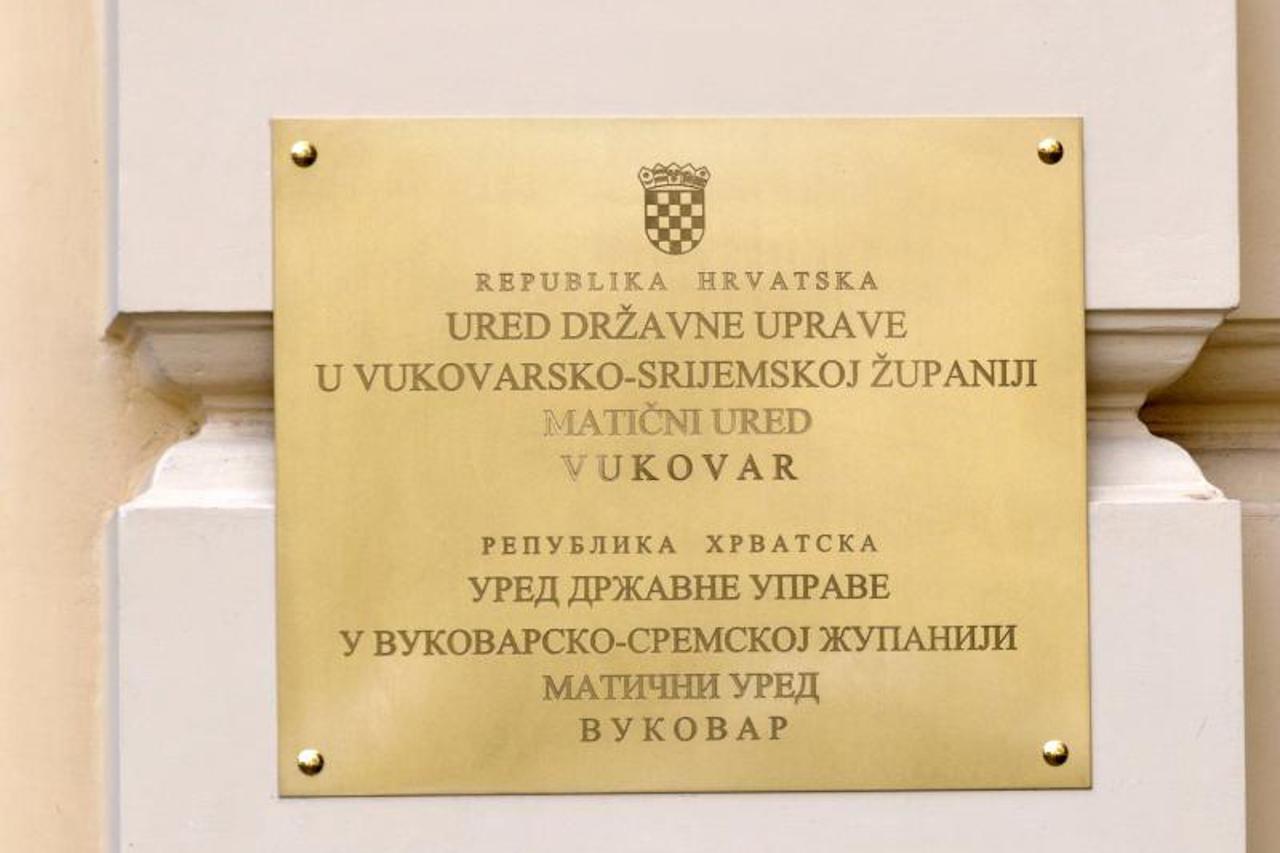 REPUBLIKA HRVATSKA
URED DRŽAVNE UPRAVE
U VUKOVARSKO-SRIJEMSKOJ ŽUPANIJI
MATIČNI URED
VUKOVAR
РЕПУБЛИКА ХРВАТСКА
УРЕД ДРЖАВНЕ УПРАВЕ
У ВУКОВАРСКО-СРЕМСКОЈ ЖУПАНИЈИ
МАТИЧНИ УРЕД
ВУКОВАР